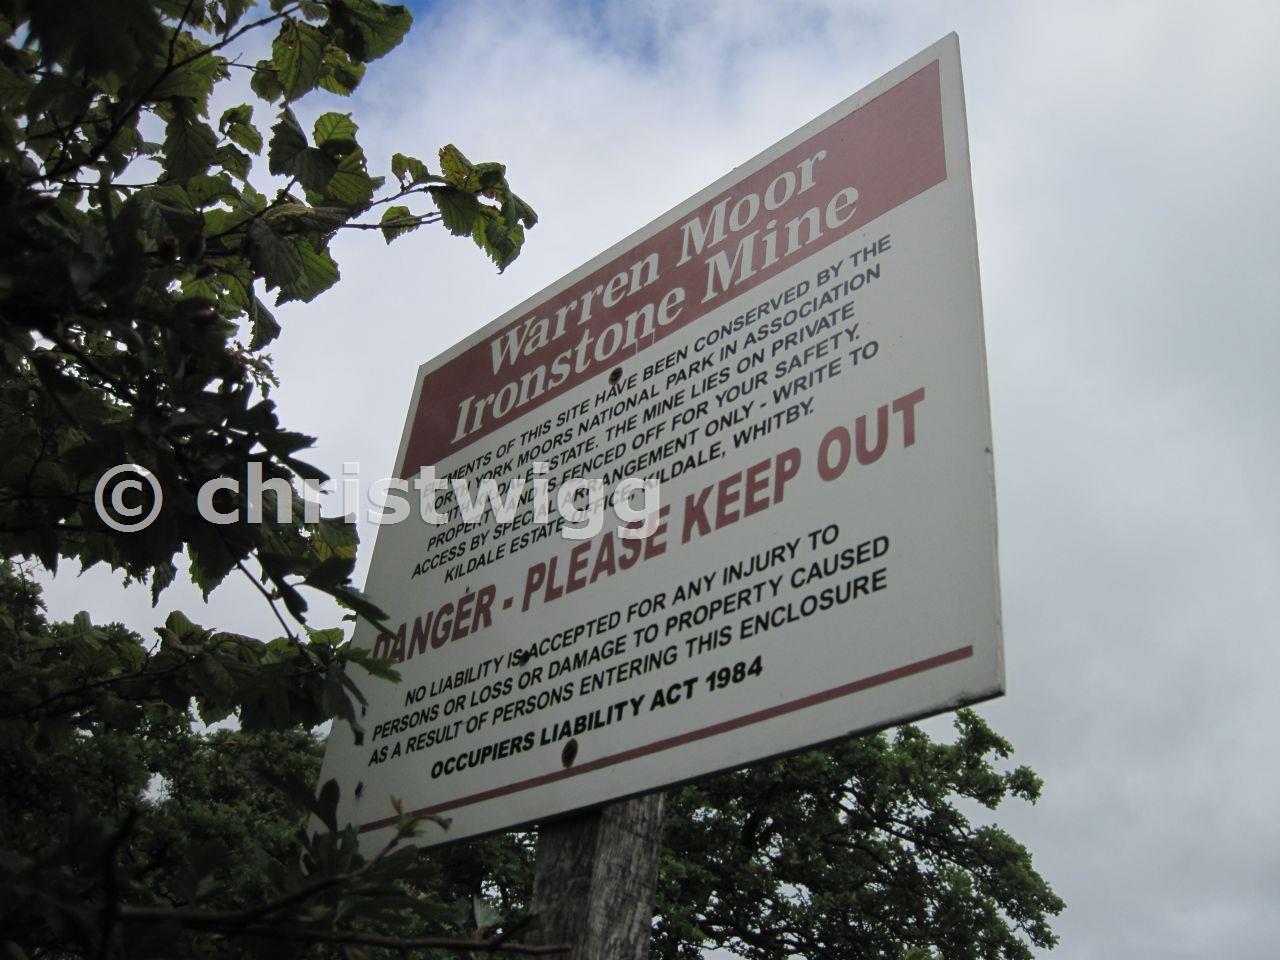 Warren Moor
Ironstone Mine
ELEMENTS OF THIS SITE HAVE BEEN CONSERVED BY THE
NORTH YORK MOORS NATIONAL PARK IN ASSOCIATION
WITH KILDALE ESTATE. THE MINE LIES ON PRIVATE
PROPERTY AND IS FENCED OFF FOR YOUR SAFETY.
ACCESS BY SPECIAL ARRANGEMENT ONLY - WRITE TO
KILDALE ESTATE OFFICE, KILDALE, WHITBY.
DANGER - PLEASE KEEP OUT
NO LIABILITY IS ACCEPTED FOR ANY INJURY TO
PERSONS OR LOSS OR DAMAGE TO PROPERTY CAUSED
AS A RESULT OF PERSONS ENTERING THIS ENCLOSURE
OCCUPIERS LIABILITY ACT 1984
© christwigg